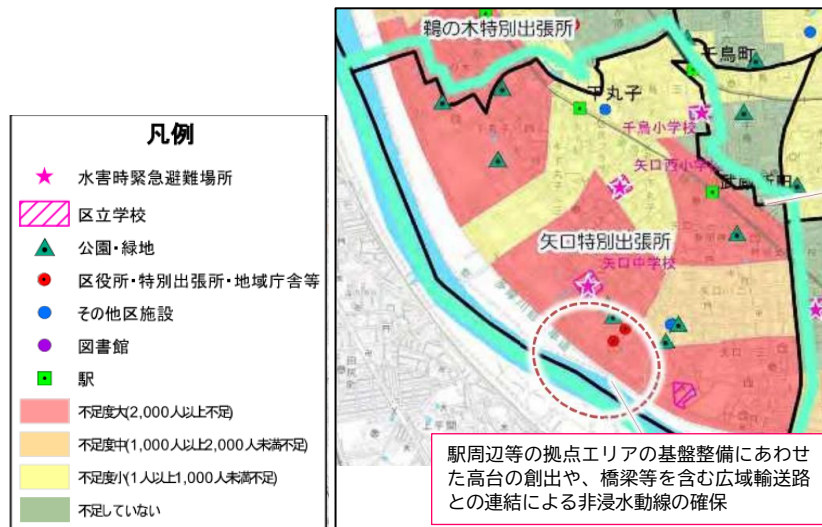 凡例
水害時緊急避難場所
区立学校
公園・緑地
区役所・特別出張所・地域庁舎等
その他区施設
図書館
駅
不足度大(2,000人以上不足)
不足度中(1,000人以上2,000人未満不足)
不足度小(1人以上1,000人未満不足)
不足していない
鵜の木特別出張所
千鳥町
下丸子
千鳥小学校
矢口西小学校
武蔵新田
矢口特別出張所
矢口中学校
駅周辺等の拠点エリアの基盤整備にあわせ
た高台の創出や、橋梁等を含む広域輸送路
との連結による非浸水動線の確保